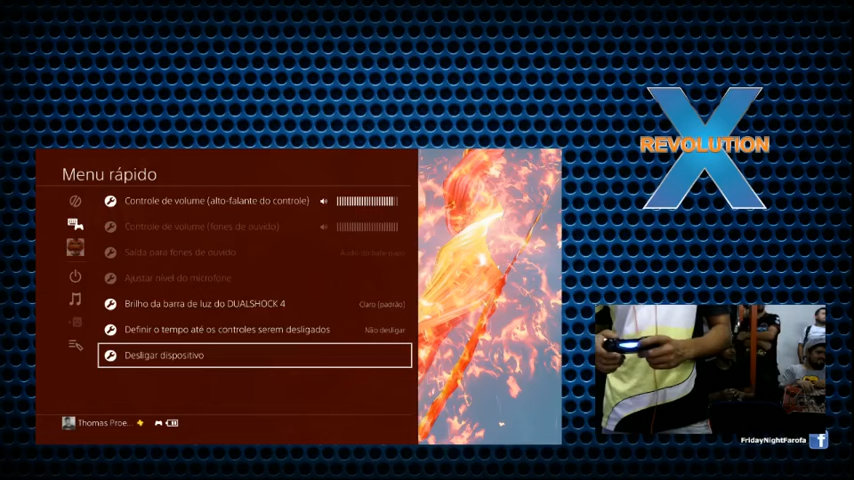 X
REVOLUTION
Menu rápido
Controle de volume (alto-falante do controle)
Controle de volume (fones de ouvido)
Saída para fones de ouvido
Ajustar nível do microfone
Brilho da barra de luz do DUALSHOCK 4 Claro (padrão)
Definir o tempo até os controles serem desligados Não desligar
Desligar dispositivo
Thomas Proe...
FridayNightFarofa f